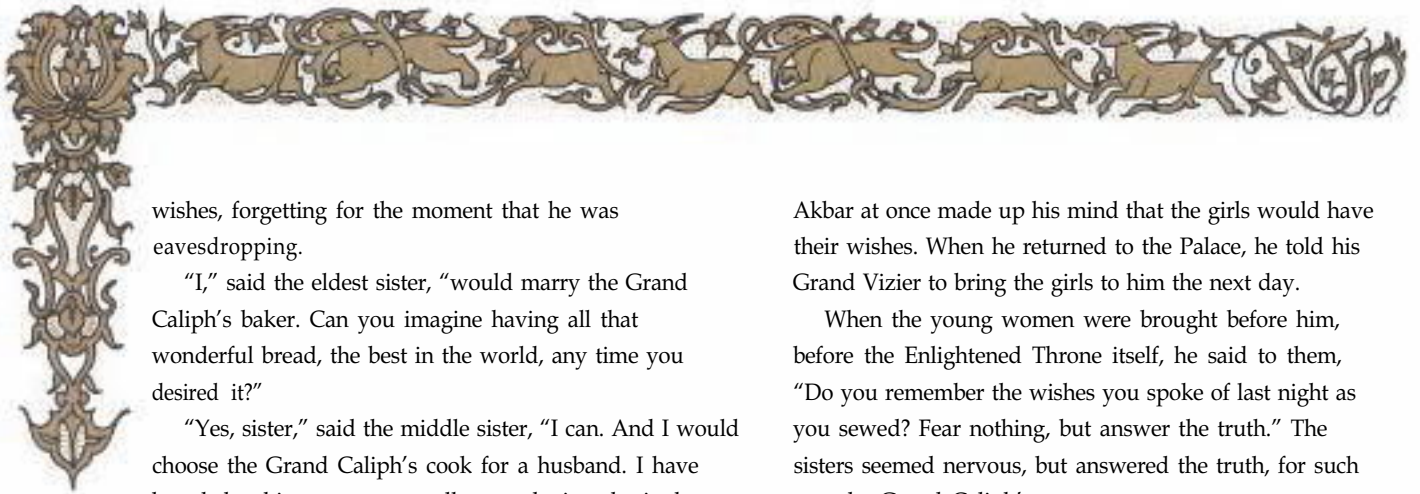 wishes, forgetting for the moment that he was
eavesdropping.
“I,” said the eldest sister, “would marry the Grand
Caliph’s baker. Can you imagine having all that
wonderful bread, the best in the world, any time you
desired it?”
“Yes, sister,” said the middle sister, “I can. And I would
choose the Grand Caliph’s cook for a husband. I have
Akbar at once made up his mind that the girls would have
their wishes. When he returned to the Palace, he told his
Grand Vizier to bring the girls to him the next day.
When the young women were brought before him,
before the Enlightened Throne itself, he said to them,
“Do you remember the wishes you spoke of last night as
you sewed? Fear nothing, but answer the truth.” The
sisters seemed nervous, but answered the truth, for such